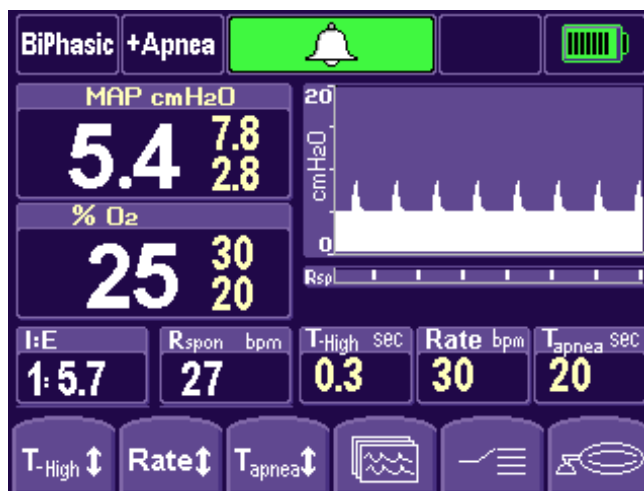 BiPhasic +Apnea
MAP cmH2O
5.4 7.8 2.8
% O2
25 30 20
20
cmH2O
0
Rsp
I:E
1:5.7
Rspon bpm
27
T-High sec
0.3
Rate bpm
30
Tapnea sec
20
T-High Rate Tapnea